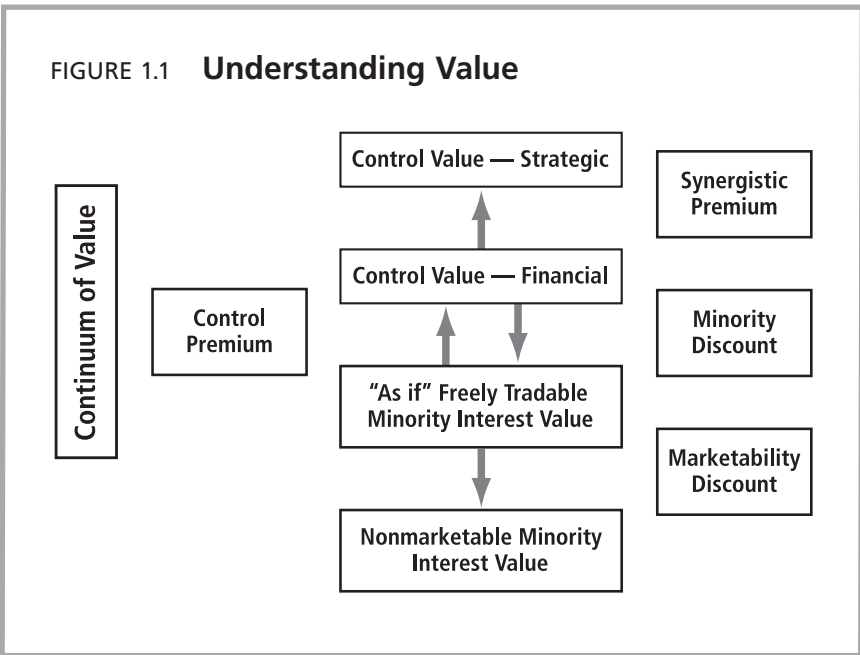 FIGURE 1.1 Understanding Value
Continuum of Value
Control
Premium
Control Value — Strategic
Control Value — Financial
"As if" Freely Tradable
Minority Interest Value
Nonmarketable Minority
Interest Value
Synergistic
Premium
Minority
Discount
Marketability
Discount